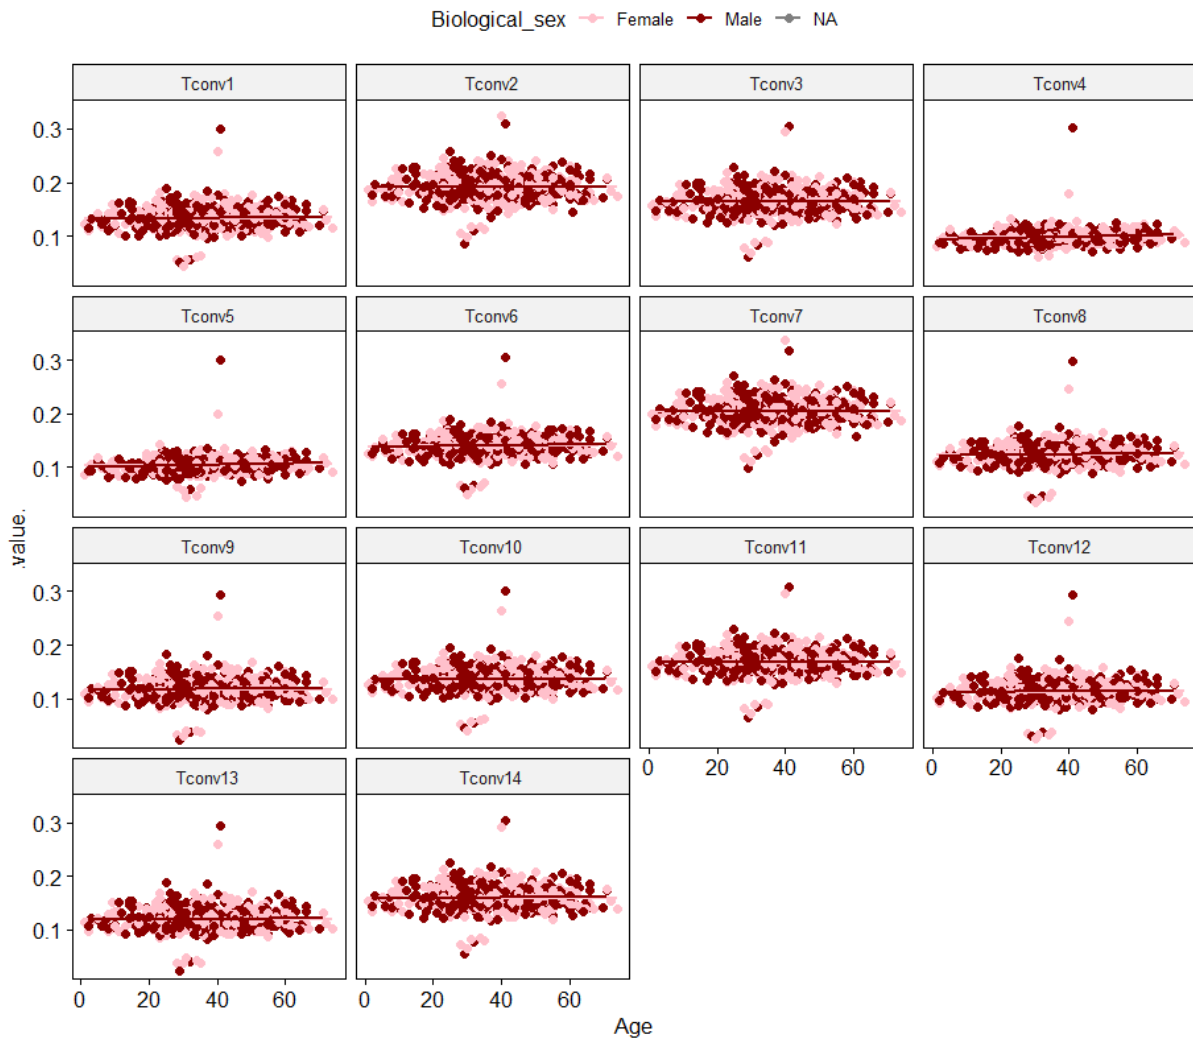 Biological_sex Female Male NA
Tconv1 Tconv2 Tconv3 Tconv4
0.3
0.2
0.1
Tconv5 Tconv6 Tconv7 Tconv8
0.3
0.2
0.1
.value.
Tconv9 Tconv10 Tconv11 Tconv12
0.3
0.2
0.1
0 20 40 60 0 20 40 60
Tconv13 Tconv14
0.3
0.2
0.1
0 20 40 60 0 20 40 60
Age